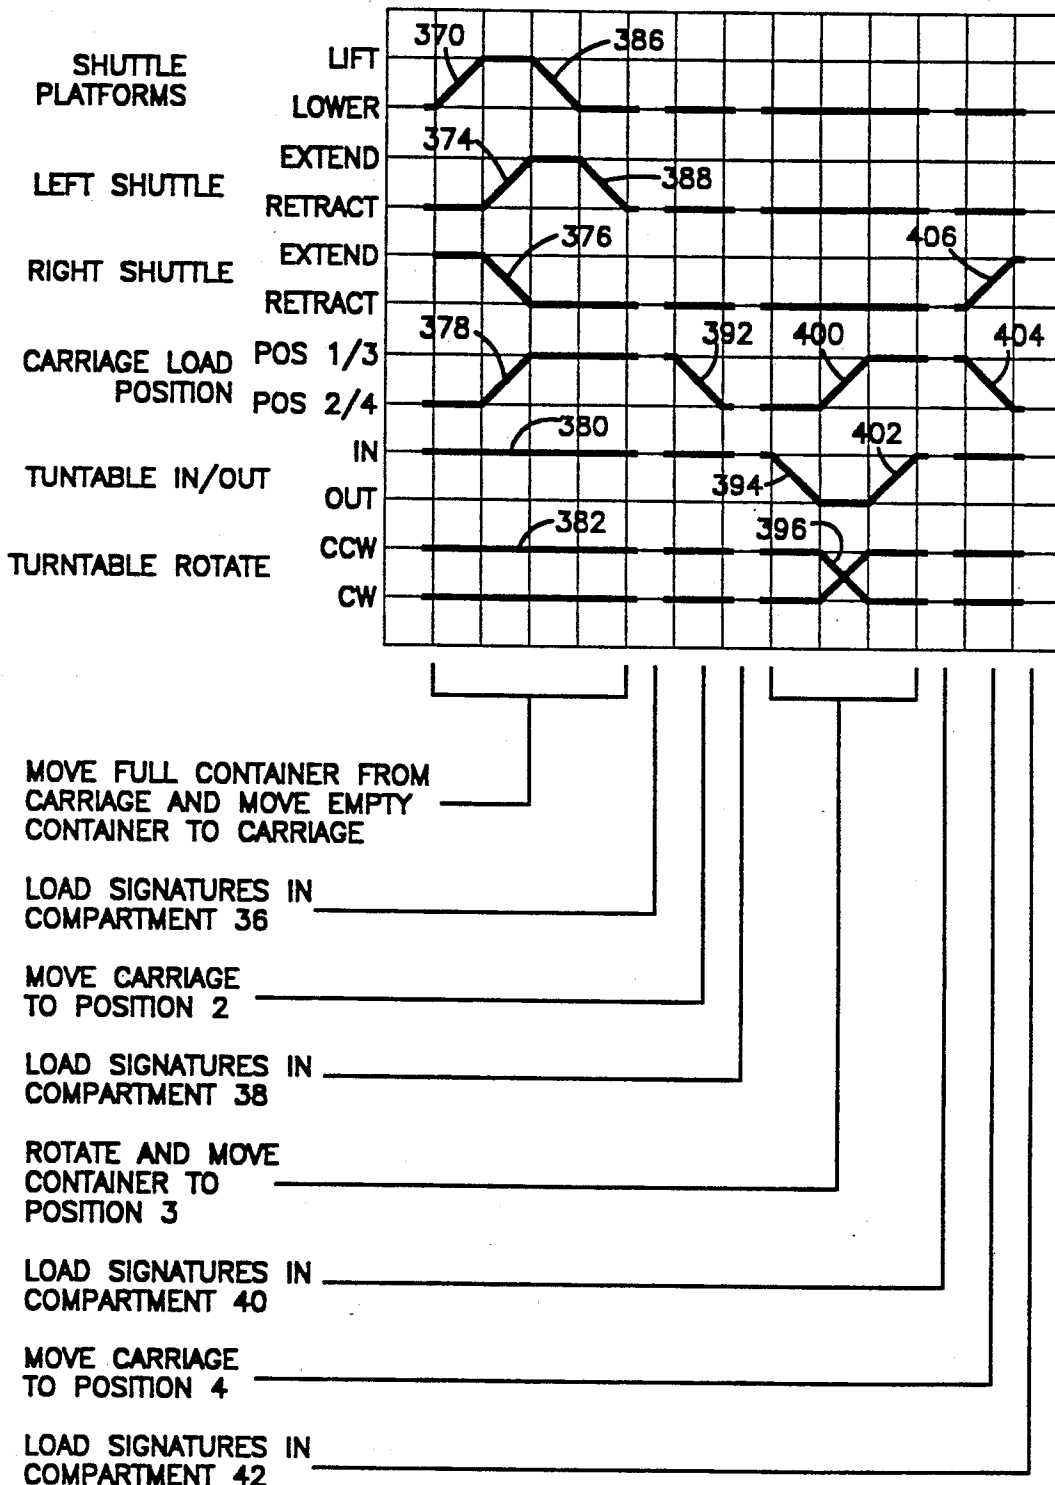 370
386
SHUTTLE
PLATFORMS
LIFT
LOWER
374
388
LEFT SHUTTLE
EXTEND
RETRACT
376
406
RIGHT SHUTTLE
EXTEND
RETRACT
378
392
400
404
CARRIAGE LOAD
POSITION
POS 1/3
POS 2/4
380
402
394
TUNTABLE IN/OUT
IN
OUT
382
396
TURNTABLE ROTATE
CCW
CW
MOVE FULL CONTAINER FROM
CARRIAGE AND MOVE EMPTY
CONTAINER TO CARRIAGE
LOAD SIGNATURES IN
COMPARTMENT 36
MOVE CARRIAGE
TO POSITION 2
LOAD SIGNATURES IN
COMPARTMENT 38
ROTATE AND MOVE
CONTAINER TO
POSITION 3
LOAD SIGNATURES IN
COMPARTMENT 40
MOVE CARRIAGE
TO POSITION 4
LOAD SIGNATURES IN
COMPARTMENT 42